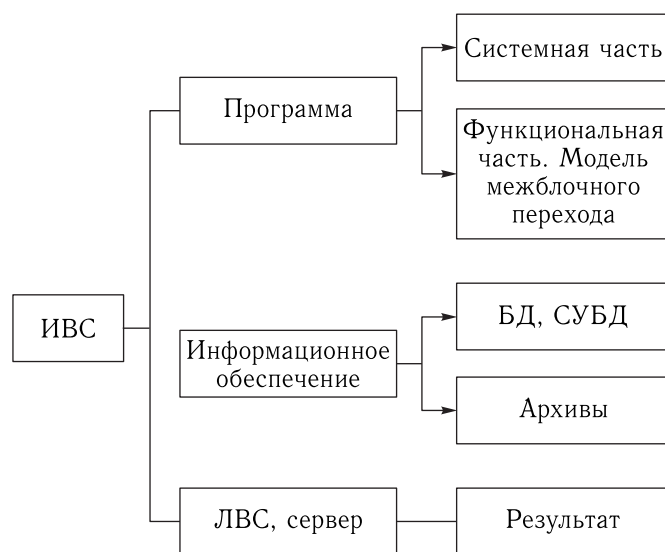 Системная часть
Программа
Функциональная
часть. Модель
межблочного
перехода
ИВС
Информационное
обеспечение
БД, СУБД
Архивы
ЛВС, сервер
Результат